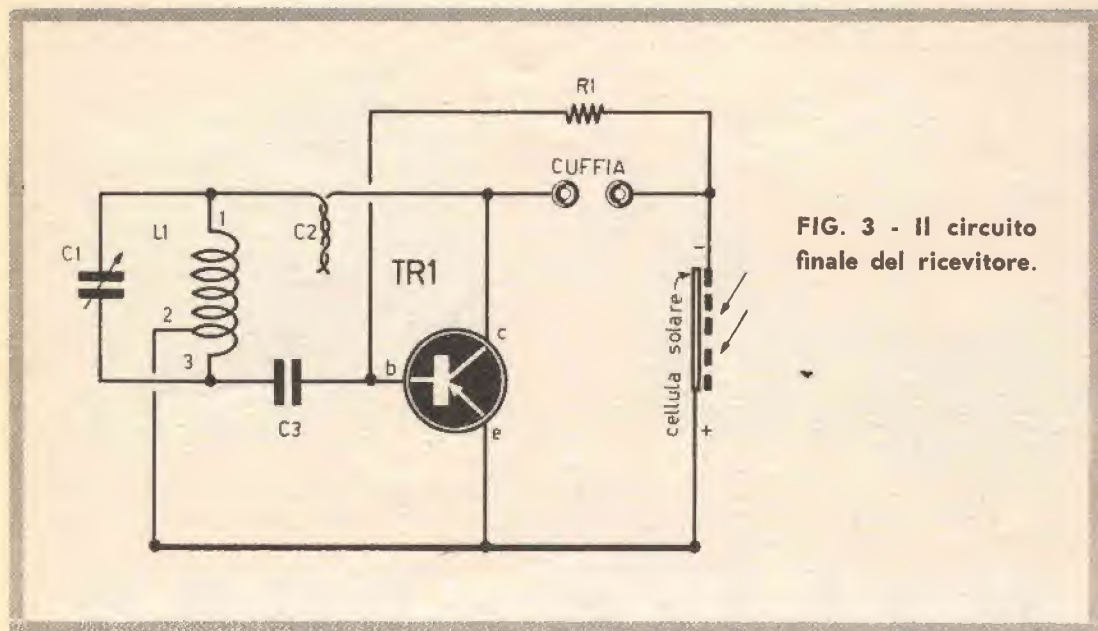 R1
CUFFIA
1
L1
C1
C2
2
3
TR1
b
c
e
C3
cellula solare
-
+
FIG. 3 - Il circuito
finale del ricevitore.